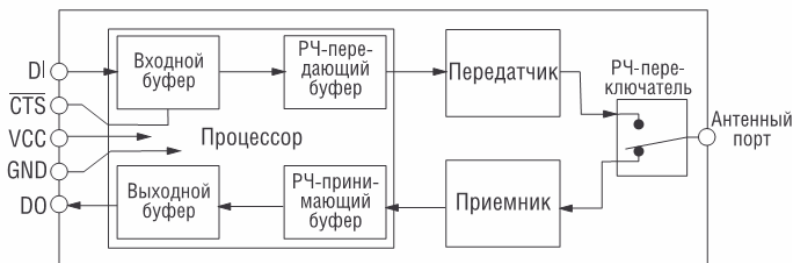 DI
CTS
VCC
GND
DO
Входной
буфер
РЧ-пере-
дающий
буфер
Процессор
Выходной
буфер
РЧ-прини-
мающий
буфер
Передатчик
Приемник
РЧ-пере-
ключатель
Антенный
порт